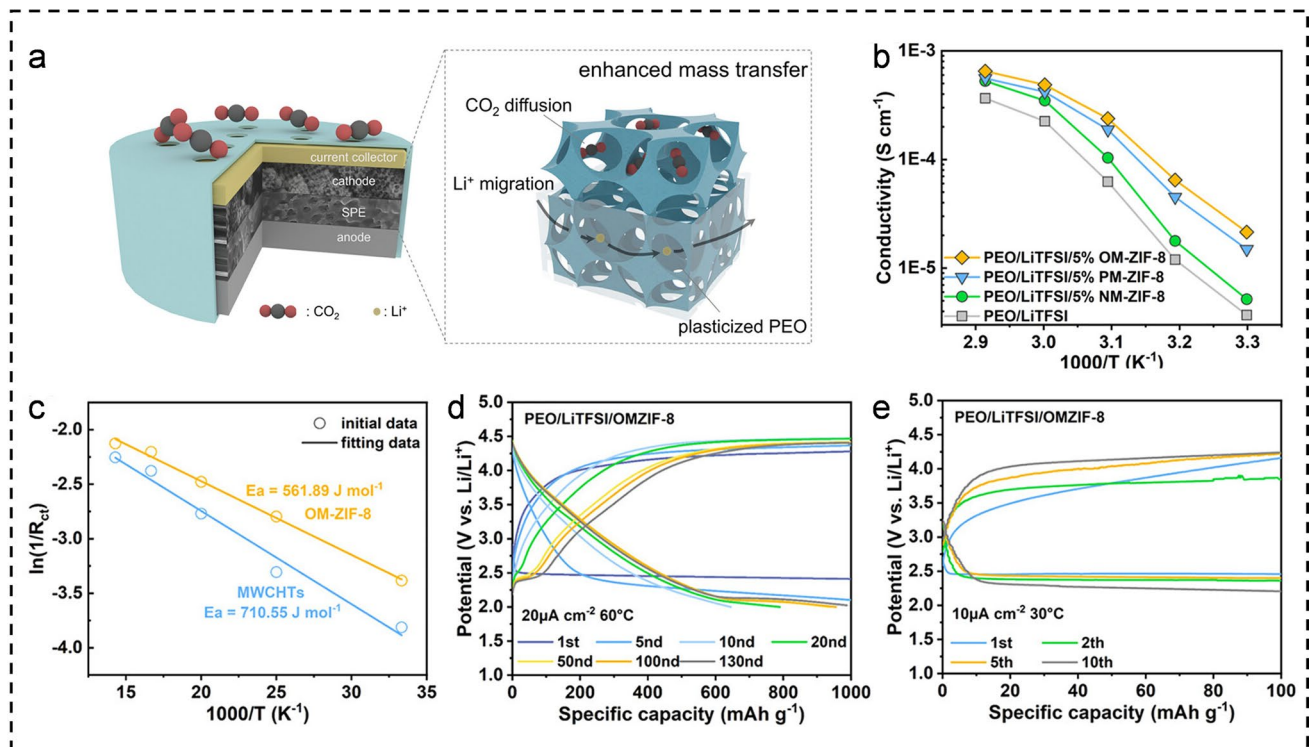 a
enhanced mass transfer
CO₂ diffusion
Li⁺ migration
plasticized PEO
current collector
cathode
SPE
anode
: CO₂
: Li⁺
b
1E-3
1E-4
1E-5
Conductivity (S cm⁻¹)
PEO/LiTFSI/5% OM-ZIF-8
PEO/LiTFSI/5% PM-ZIF-8
PEO/LiTFSI/5% NM-ZIF-8
PEO/LiTFSI
2.9 3.0 3.1 3.2 3.3
1000/T (K⁻¹)
c
initial data
fitting data
-2.0
-2.5
-3.0
-3.5
-4.0
ln(1/Rct)
Ea = 561.89 J mol⁻¹
OM-ZIF-8
MWCHTs
Ea = 710.55 J mol⁻¹
15 20 25 30 35
1000/T (K⁻¹)
d
PEO/LiTFSI/OMZIF-8
5.0
4.5
4.0
3.5
3.0
2.5
2.0
1.5
1.0
Potential (V vs. Li/Li⁺)
20μA cm⁻² 60°C
1st 5nd 10nd 20nd
50nd 100nd 130nd
0 200 400 600 800 1000
Specific capacity (mAh g⁻¹)
e
PEO/LiTFSI/OMZIF-8
5.0
4.5
4.0
3.5
3.0
2.5
2.0
1.5
1.0
Potential (V vs. Li/Li⁺)
10μA cm⁻² 30°C
1st 2th
5th 10th
0 20 40 60 80 100
Specific capacity (mAh g⁻¹)